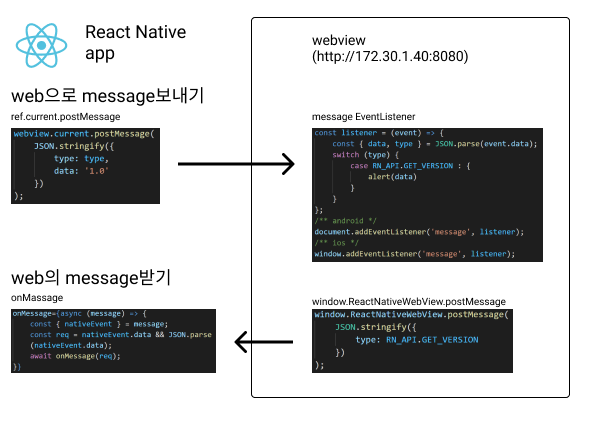 React Native
app
webview
(http://172.30.1.40:8080)
web으로 message보내기
ref.current.postMessage
webview.current.postMessage(
JSON.stringify({
type: type,
data: '1.0'
})
);
message EventListener
const listener = (event) => {
const { data, type } = JSON.parse(event.data);
switch (type) {
case RN_API.GET_VERSION : {
alert(data)
}
}
};
/** android */
document.addEventListener('message', listener);
/** ios */
window.addEventListener('message', listener);
web의 message받기
onMassage
onMessage={async (message) => {
const { nativeEvent } = message;
const req = nativeEvent.data && JSON.parse
(nativeEvent.data);
await onMessage(req);
}}
window.ReactNativeWebView.postMessage
window.ReactNativeWebView.postMessage(
JSON.stringify({
type: RN_API.GET_VERSION
})
);